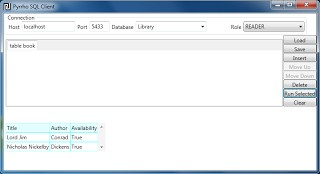 Pyrrho SQL Client
Connection
Host localhost Port 5433 Database Library Role READER
Load
table book
Save
Insert
Move Up
Move Down
Delete
Run Selected
Clear
Title Author Availability
Lord Jim Conrad True
Nicholas Nickelby Dickens True